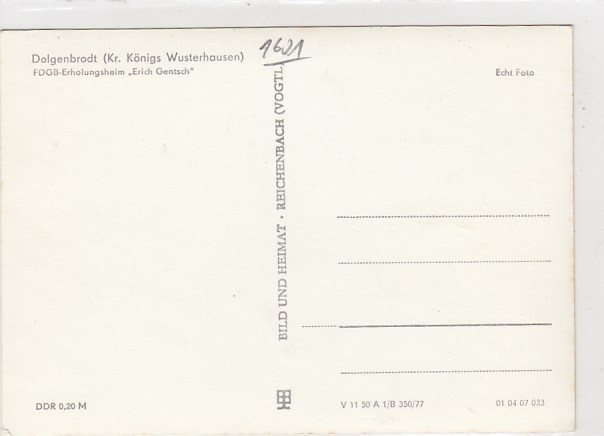 Dolgenbrodt (Kr. Königs Wusterhausen)
FDGB-Erholungsheim „Erich Gentsch"
1601
Echt Foto
BILD UND HEIMAT · REICHENBACH (VOGTL)
DDR 0,20 M
V 11 50 A 1/B 350/77
01 04 07 033